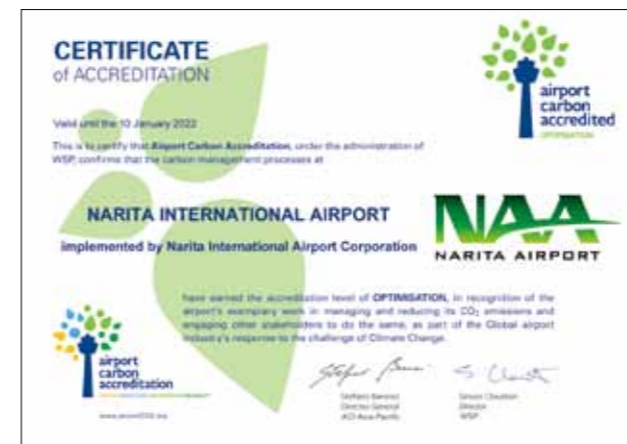 CERTIFICATE
of ACCREDITATION
airport
carbon
accredited
OPTIMISATION
Valid until the 10 January 2022
This is to certify that Airport Carbon Accreditation, under the administration of
WSP, confirms that the carbon management processes at
NARITA INTERNATIONAL AIRPORT
implemented by Narita International Airport Corporation
NAA
NARITA AIRPORT
have earned the accreditation level of OPTIMISATION, in recognition of the
airport's exemplary work in managing and reducing its CO₂ emissions and
engaging other stakeholders to do the same, as part of the Global airport
industry's response to the challenge of Climate Change.
airport
carbon
accreditation
Director General
ACI Asia-Pacific
Director
WSP